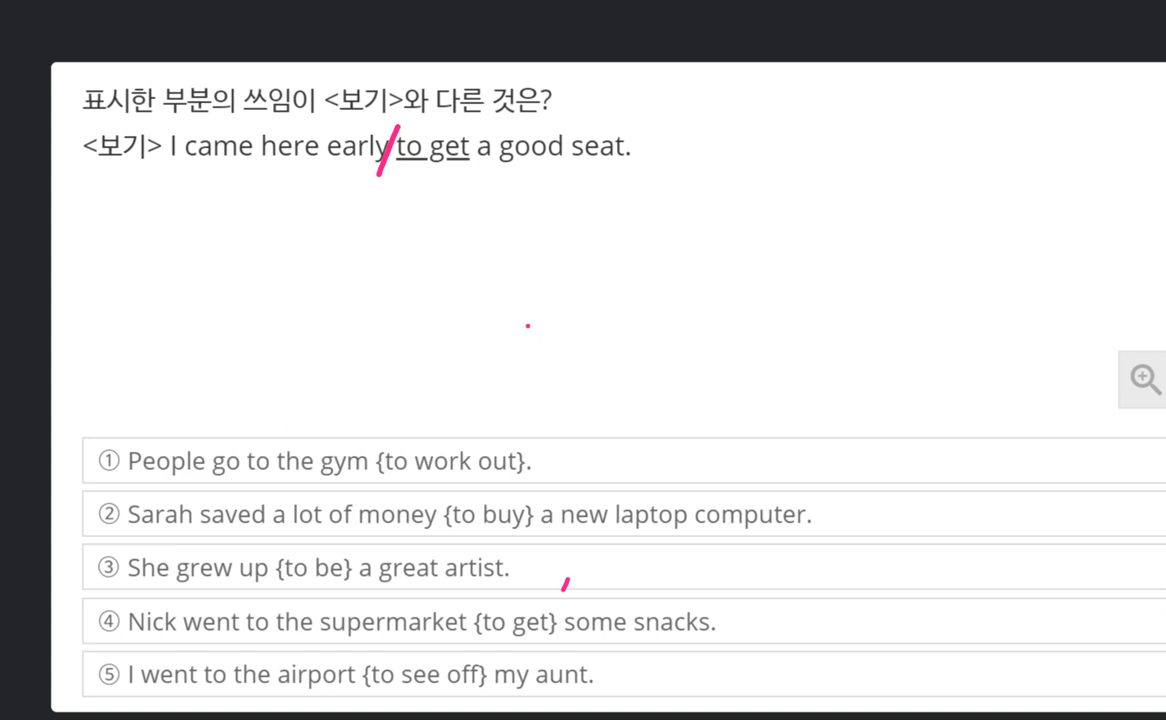 표시한 부분의 쓰임이 <보기>와 다른 것은?
<보기> I came here early to get a good seat.
① People go to the gym {to work out}.
② Sarah saved a lot of money {to buy} a new laptop computer.
③ She grew up {to be} a great artist.
④ Nick went to the supermarket {to get} some snacks.
⑤ I went to the airport {to see off} my aunt.